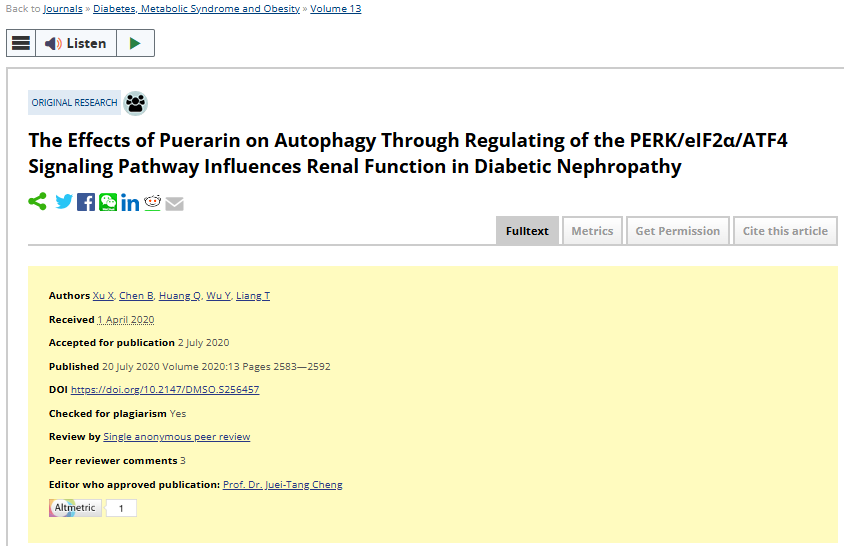 Back to Journals » Diabetes, Metabolic Syndrome and Obesity » Volume 13
Listen
ORIGINAL RESEARCH
The Effects of Puerarin on Autophagy Through Regulating of the PERK/eIF2α/ATF4
Signaling Pathway Influences Renal Function in Diabetic Nephropathy
Fulltext Metrics Get Permission Cite this article
Authors Xu X, Chen B, Huang Q, Wu Y, Liang T
Received 1 April 2020
Accepted for publication 2 July 2020
Published 20 July 2020 Volume 2020:13 Pages 2583—2592
DOI https://doi.org/10.2147/DMSO.S256457
Checked for plagiarism Yes
Review by Single anonymous peer review
Peer reviewer comments 3
Editor who approved publication: Prof. Dr. Juei-Tang Cheng
Altmetric 1